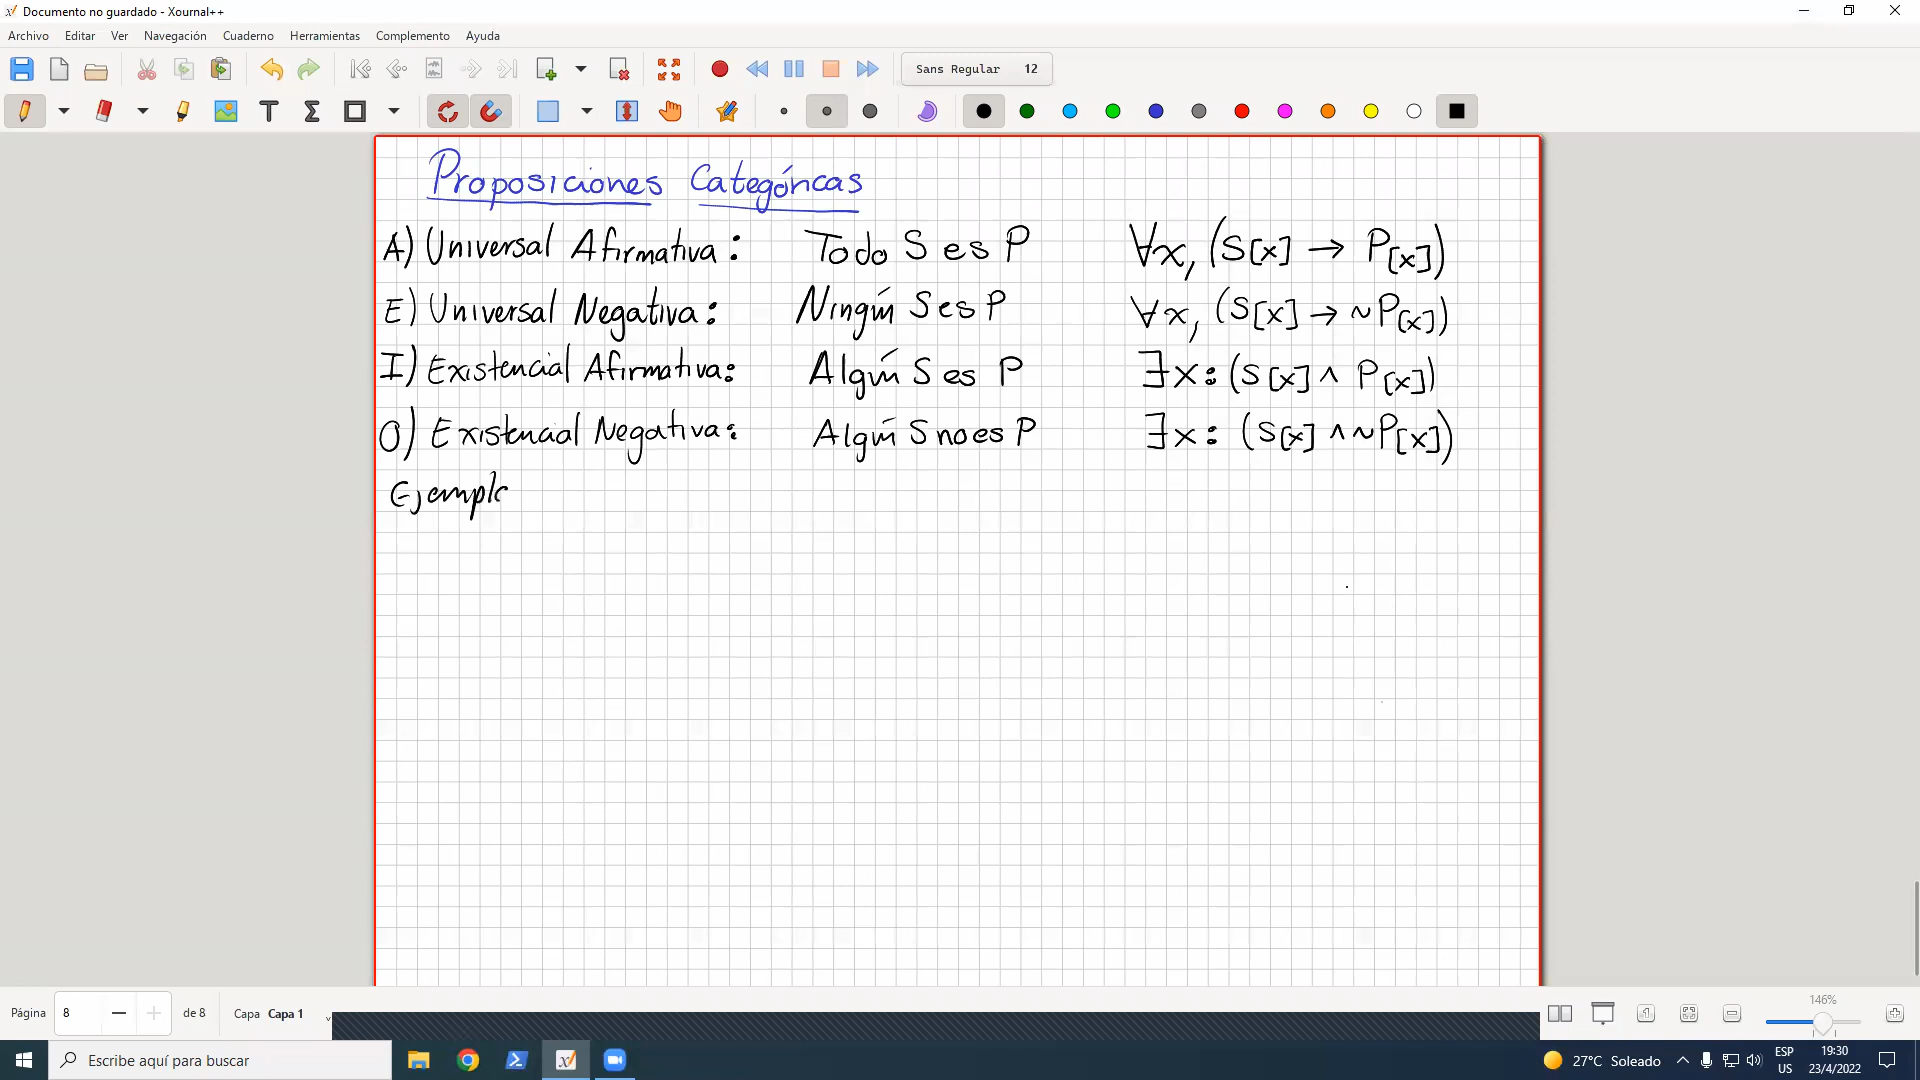 Documento no guardado - Xournal++
Archivo Editar Ver Navegación Cuaderno Herramientas Complemento Ayuda
Sans Regular 12
Proposiciones Categóricas
A) Universal Afirmativa: Todo S es P ∀x, (S[x] → P[x])
E) Universal Negativa: Ningún S es P ∀x, (S[x] → ~P[x])
I) Existencial Afirmativa: Algún S es P ∃x: (S[x] ∧ P[x])
O) Existencial Negativa: Algún S no es P ∃x: (S[x] ∧ ~P[x])
Ejemplo
Página 8 de 8 Capa Capa 1
146%
Escribe aquí para buscar
27°C Soleado
ESP
US
19:30
23/4/2022